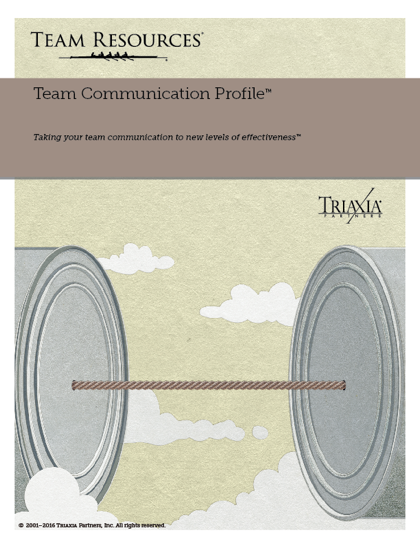 TEAM RESOURCES®
Team Communication Profile™
Taking your team communication to new levels of effectiveness™
TRIAXIA®
PARTNERS
© 2001–2016 TRIAXIA Partners, Inc. All rights reserved.